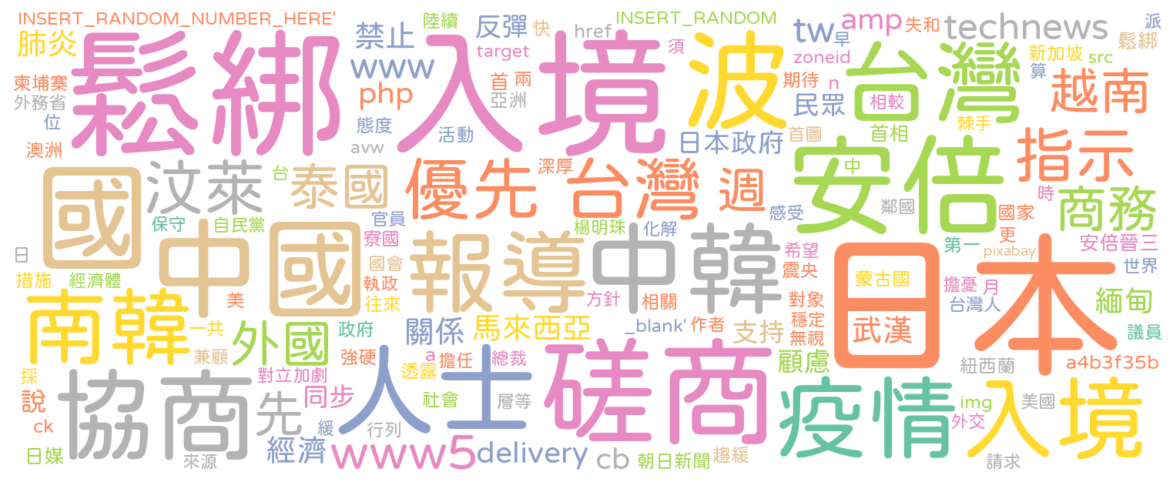 INSERT_RANDOM_NUMBER_HERE'
陸續
反彈
快
href
INSERT_RANDOM
amp
失和
technews
派
肺炎
鬆綁
禁止
target
入境
波
tw
早
台灣
新加坡
src
鬆綁
柬埔寨
外務省
位
澳洲
www
php
首
兩
亞洲
須
zoneid
期待
n
民眾
相較
首相
棘手
算
越南
態度
avw
活動
日本政府
首圖
安倍
中
指示
國
汶萊
台
泰國
優先
深厚
台灣
週
感受
鄰國
國家
時
商務
保守
自民黨
官員
寮國
楊明珠
化解
更
第一
安倍晉三
pixabay
日
中國
國會
報導
中韓
希望
震央
日本
蒙古國
擔憂
月
世界
措施
經濟體
美
執政
往來
方針
相關
對象
穩定
無視
武漢
台灣人
緬甸
南韓
一共
兼顧
外國
政府
強硬
關係
馬來西亞
_blank'
作者
支持
顧慮
議員
紐西蘭
a4b3f35b
採
說
ck
協商
對立加劇
先
同步
a
擔任
總裁
透露
人士
社會
層等
磋商
疫情
img
外交
美國
入境
日媒
來源
經濟
緩
行列
www5
delivery
cb
朝日新聞
趨緩
請求